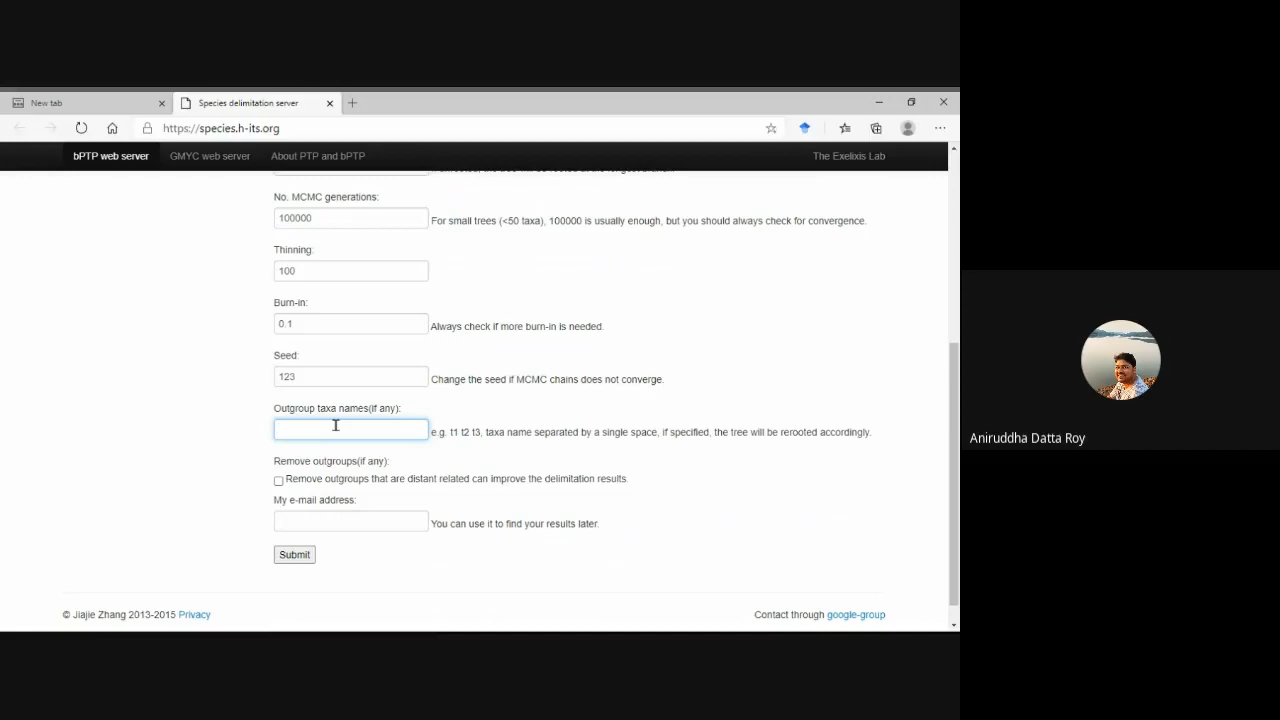 New tab
Species delimitation server
https://species.h-its.org
bPTP web server GMYC web server About PTP and bPTP The Exelixis Lab
No. MCMC generations:
100000 For small trees (<50 taxa), 100000 is usually enough, but you should always check for convergence.
Thinning:
100
Burn-in:
0.1 Always check if more burn-in is needed.
Seed:
123 Change the seed if MCMC chains does not converge.
Outgroup taxa names(if any):
e.g. t1 t2 t3, taxa name separated by a single space, if specified, the tree will be rerooted accordingly.
Remove outgroups(if any):
Remove outgroups that are distant related can improve the delimitation results.
My e-mail address:
You can use it to find your results later.
Submit
© Jiajie Zhang 2013-2015 Privacy Contact through google-group
Aniruddha Datta Roy